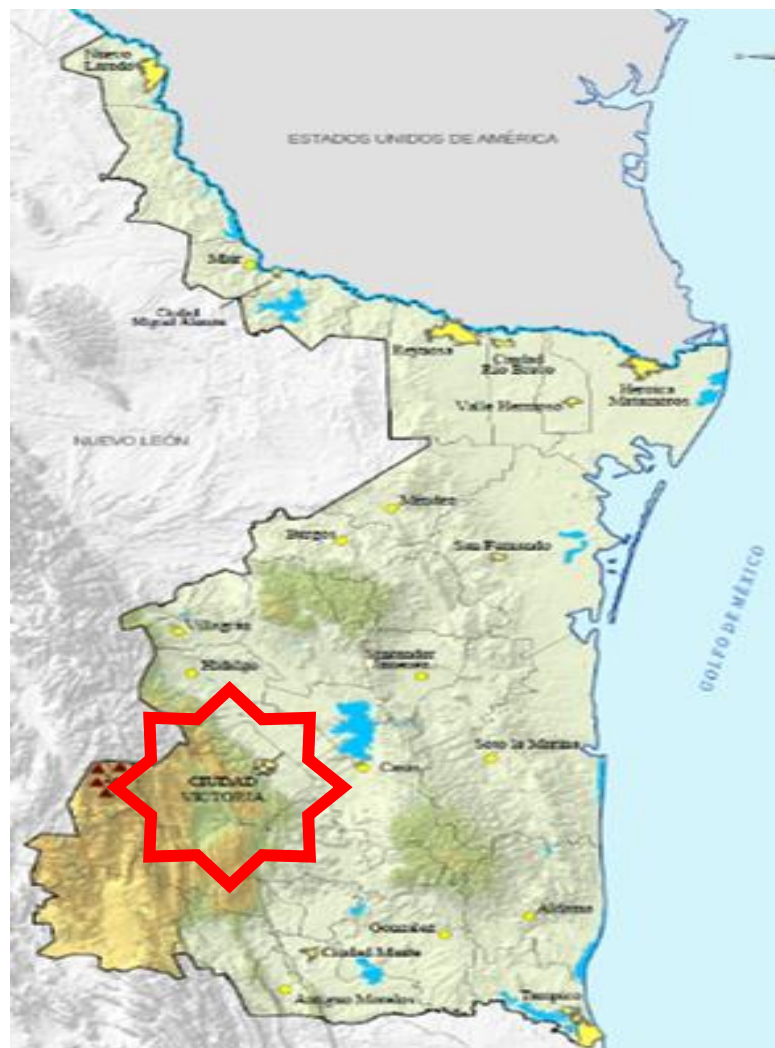 Nuevo
Laredo
ESTADOS UNIDOS DE AMÉRICA
Mier
Ciudad
Miguel Alemán
Reynosa
Ciudad
Río Bravo
Heroica
Matamoros
Valle Hermoso
NUEVO LEÓN
Méndez
Burgos
San Fernando
GOLFO DE MÉXICO
Villagrán
Santander
Jiménez
Hidalgo
Soto la Marina
Casas
CIUDAD
VICTORIA
Aldama
González
Ciudad Mante
Antiguo Morelos
Tampico